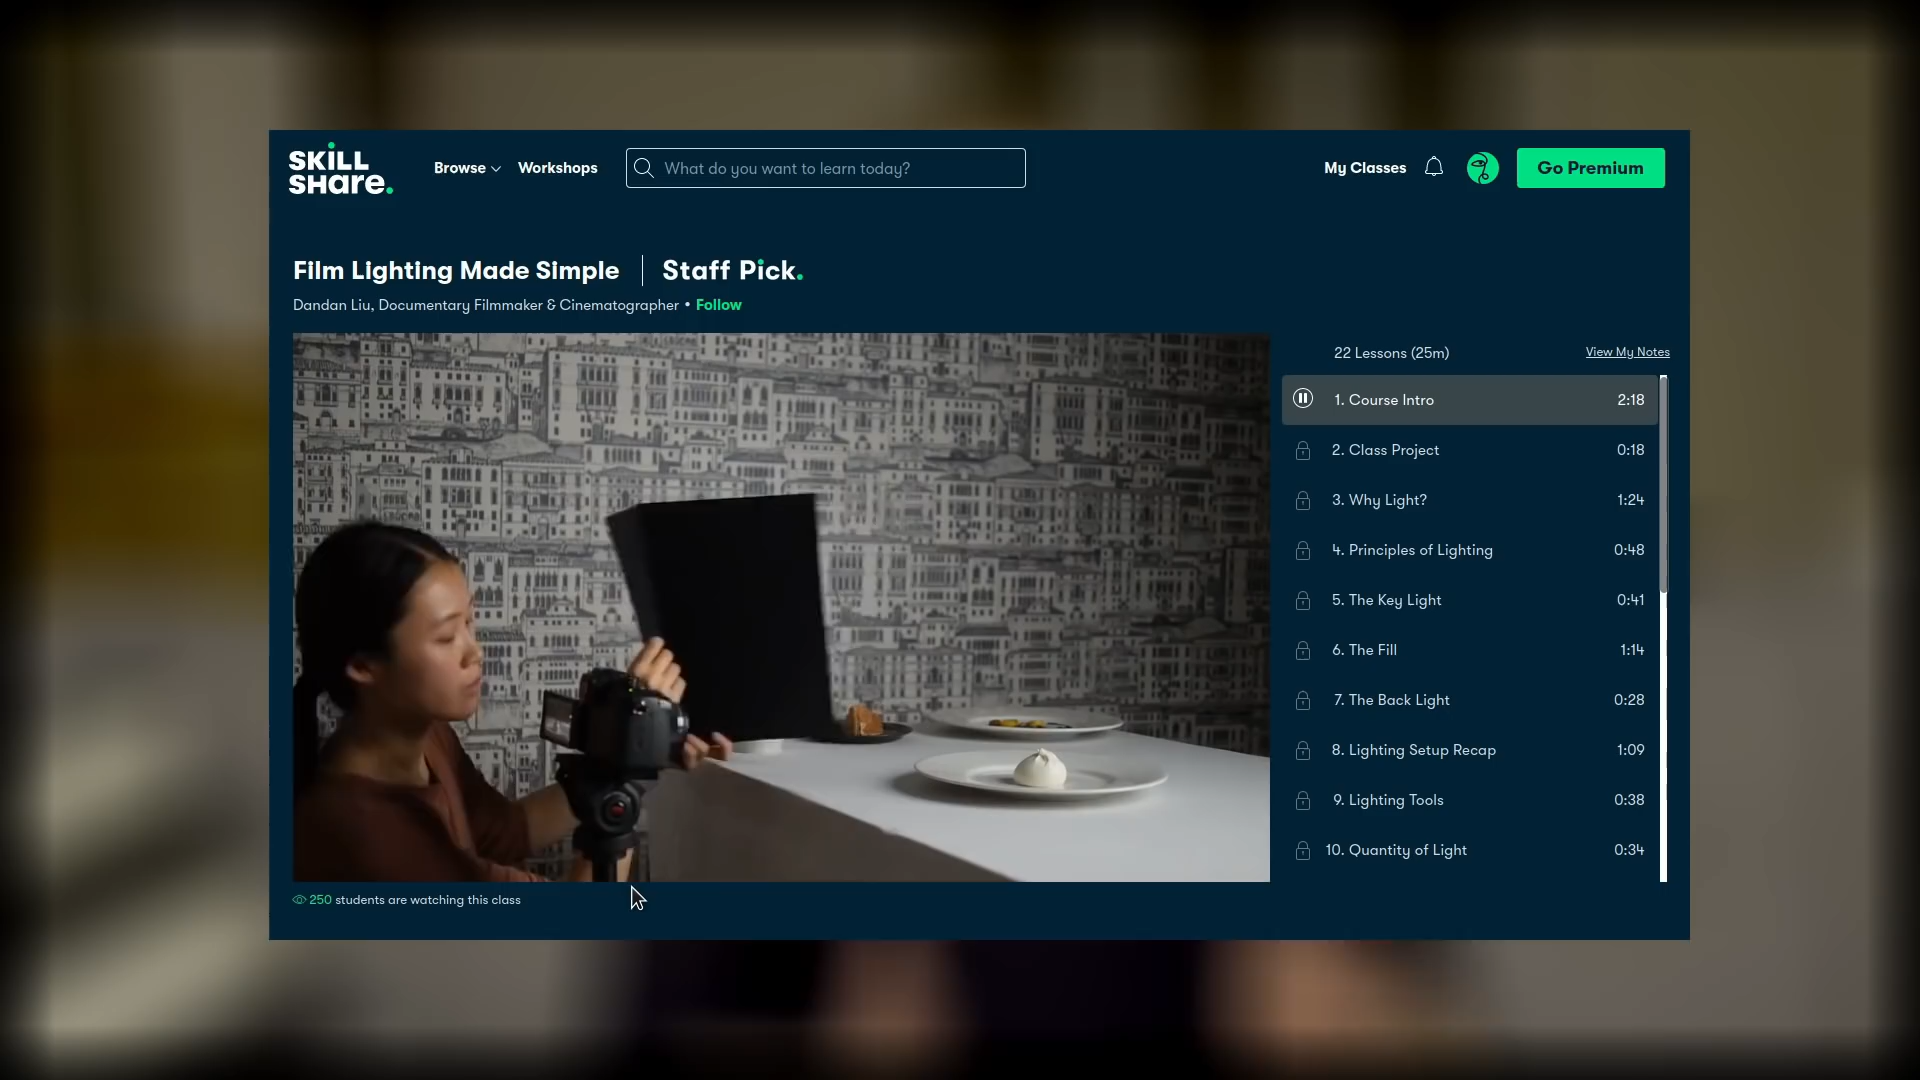 SKILL
SHare.
Browse
Workshops
What do you want to learn today?
My Classes
Go Premium
Film Lighting Made Simple
Staff Pick.
Dandan Liu, Documentary Filmmaker & Cinematographer • Follow
22 Lessons (25m)
View My Notes
1. Course Intro 2:18
2. Class Project 0:18
3. Why Light? 1:24
4. Principles of Lighting 0:48
5. The Key Light 0:41
6. The Fill 1:14
7. The Back Light 0:28
8. Lighting Setup Recap 1:09
9. Lighting Tools 0:38
10. Quantity of Light 0:34
250 students are watching this class